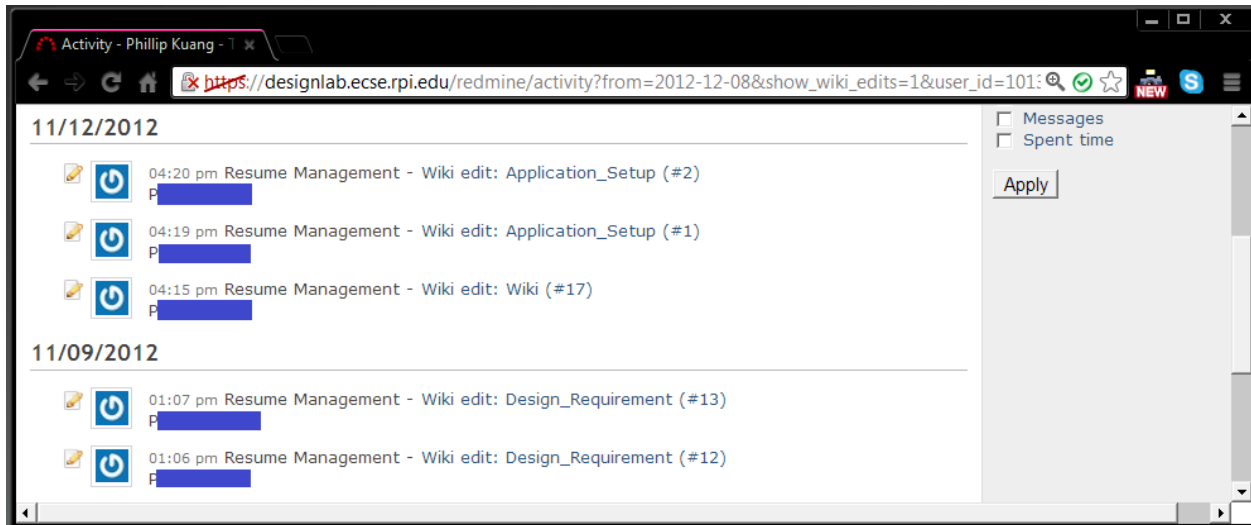 Activity - Phillip Kuang - T
https://designlab.ecse.rpi.edu/redmine/activity?from=2012-12-08&show_wiki_edits=1&user_id=1013
NEW
11/12/2012
04:20 pm Resume Management - Wiki edit: Application_Setup (#2)
P
04:19 pm Resume Management - Wiki edit: Application_Setup (#1)
P
04:15 pm Resume Management - Wiki edit: Wiki (#17)
P
11/09/2012
01:07 pm Resume Management - Wiki edit: Design_Requirement (#13)
P
01:06 pm Resume Management - Wiki edit: Design_Requirement (#12)
P
Messages
Spent time
Apply